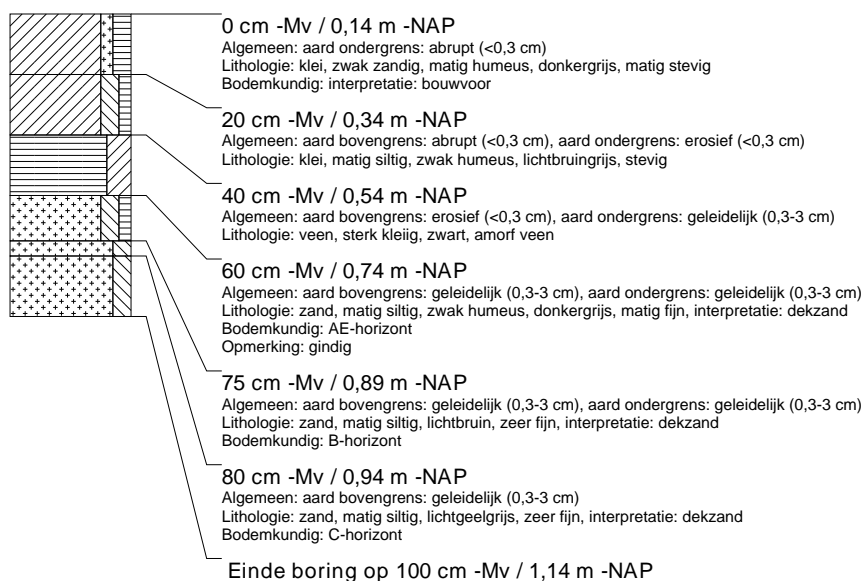 0 cm -Mv / 0,14 m -NAP
Algemeen: aard ondergrens: abrupt (<0,3 cm)
Lithologie: klei, zwak zandig, matig humeus, donkergrijs, matig stevig
Bodemkundig: interpretatie: bouwvoor
20 cm -Mv / 0,34 m -NAP
Algemeen: aard bovengrens: abrupt (<0,3 cm), aard ondergrens: erosief (<0,3 cm)
Lithologie: klei, matig siltig, zwak humeus, lichtbruingrijs, stevig
40 cm -Mv / 0,54 m -NAP
Algemeen: aard bovengrens: erosief (<0,3 cm), aard ondergrens: geleidelijk (0,3-3 cm)
Lithologie: veen, sterk kleiig, zwart, amorf veen
60 cm -Mv / 0,74 m -NAP
Algemeen: aard bovengrens: geleidelijk (0,3-3 cm), aard ondergrens: geleidelijk (0,3-3 cm)
Lithologie: zand, matig siltig, zwak humeus, donkergrijs, matig fijn, interpretatie: dekzand
Bodemkundig: AE-horizont
Opmerking: gindig
75 cm -Mv / 0,89 m -NAP
Algemeen: aard bovengrens: geleidelijk (0,3-3 cm), aard ondergrens: geleidelijk (0,3-3 cm)
Lithologie: zand, matig siltig, lichtbruin, zeer fijn, interpretatie: dekzand
Bodemkundig: B-horizont
80 cm -Mv / 0,94 m -NAP
Algemeen: aard bovengrens: geleidelijk (0,3-3 cm)
Lithologie: zand, matig siltig, lichtgeelgrijs, zeer fijn, interpretatie: dekzand
Bodemkundig: C-horizont
Einde boring op 100 cm -Mv / 1,14 m -NAP